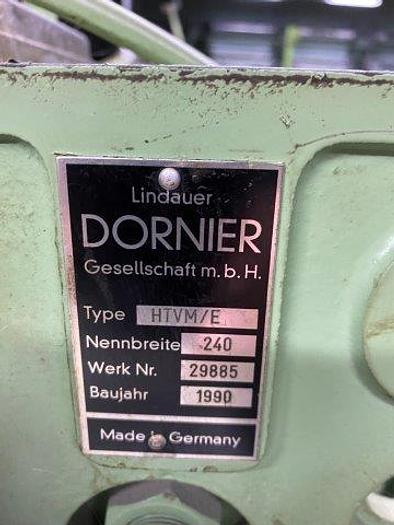 Lindauer
DORNIER
Gesellschaft m.b.H.
Type HTVM/E
Nennbreite 240
Werk Nr. 29885
Baujahr 1990
Made in Germany